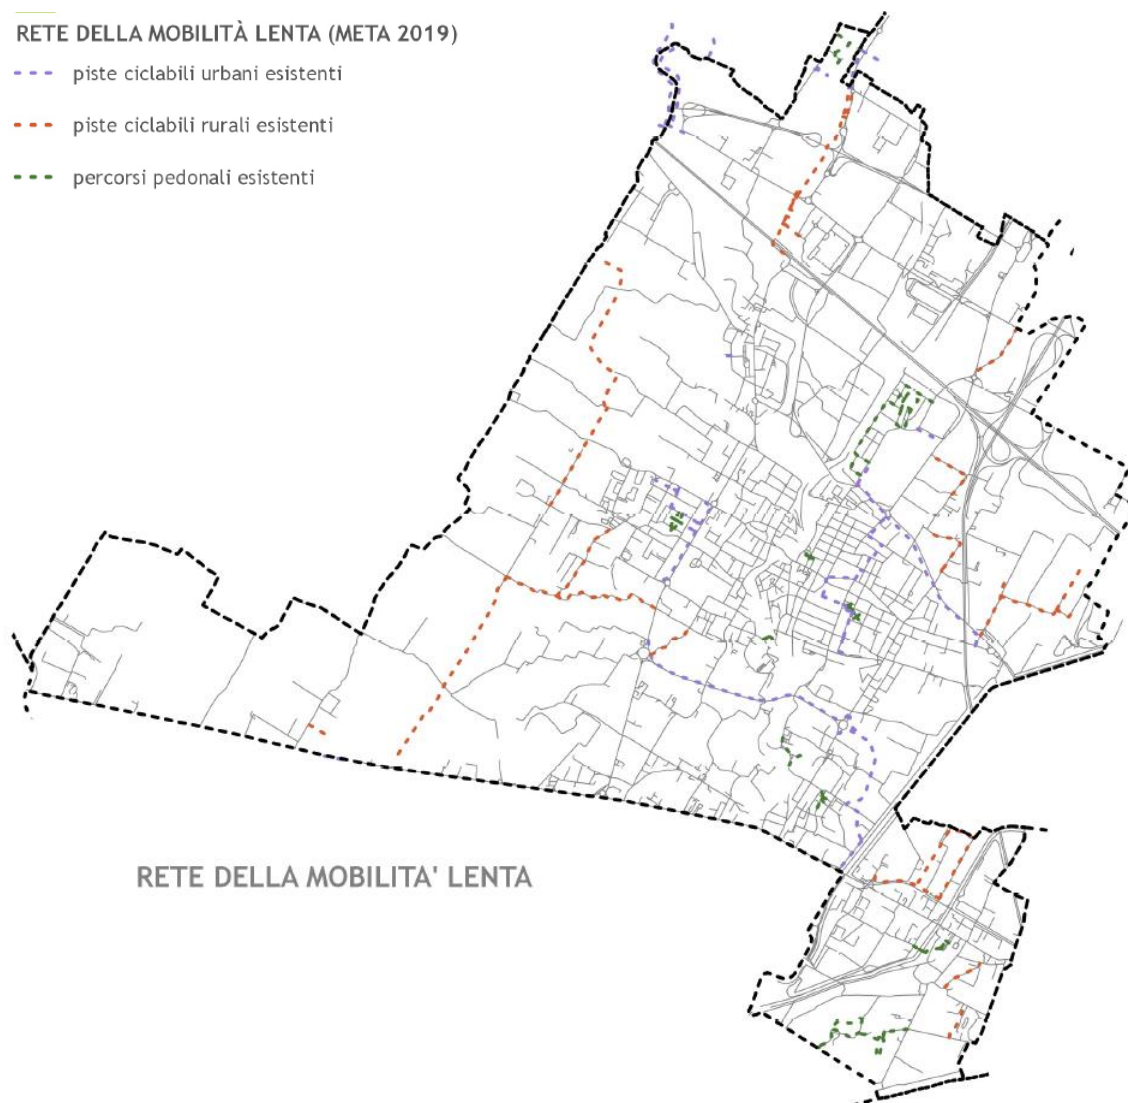 RETE DELLA MOBILITÀ LENTA (META 2019)
piste ciclabili urbani esistenti
piste ciclabili rurali esistenti
percorsi pedonali esistenti
RETE DELLA MOBILITA' LENTA